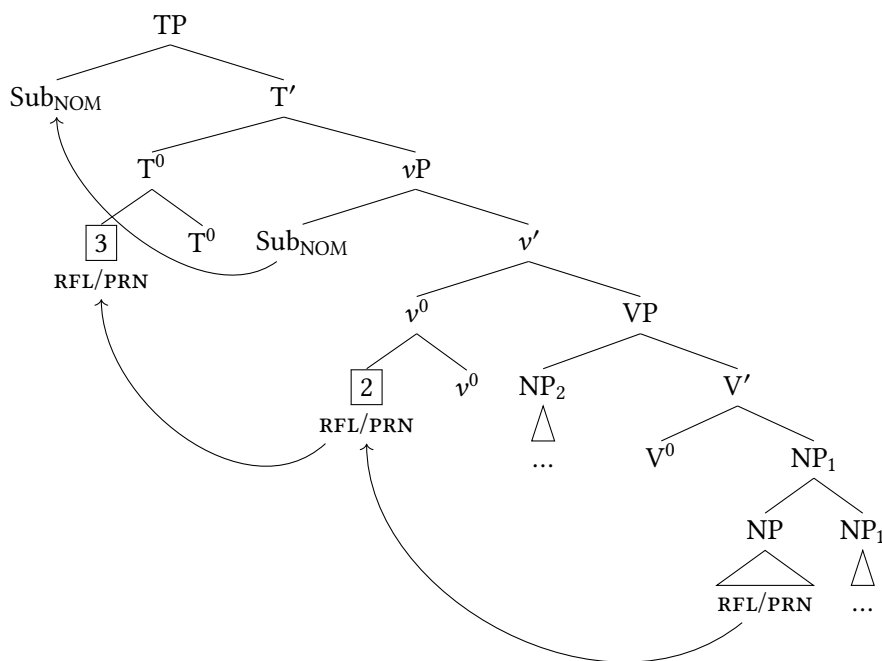 TP
Sub_NOM T′
T⁰ vP
3 T⁰ Sub_NOM v′
RFL/PRN
v⁰ VP
2 v⁰ NP₂ V′
RFL/PRN
... V⁰ NP₁
NP NP₁
RFL/PRN ...